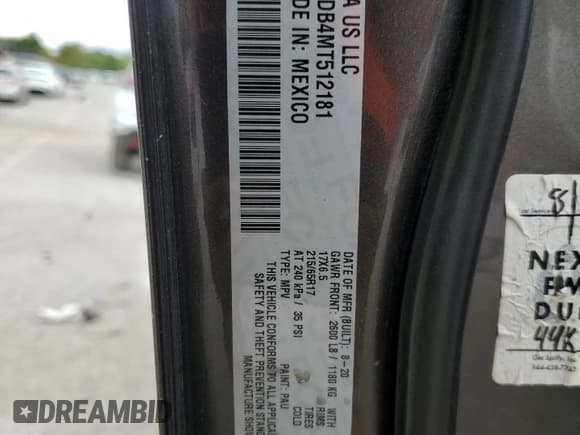 A US LLC
DE IN: MEXICO
DB4MT512181
DATE OF MFR (BUILT): 8-20
GAWR FRONT: 2600 LB / 1180 KG WITH
17X6.5 RIMS
215/65R17 TIRES
AT 240 kPa / 35 PSI COLD
TYPE: MPV PAINT: PAU
THIS VEHICLE CONFORMS TO ALL APPLICA
SAFETY AND THEFT PREVENTION STAND
MANUFACTURE SHOW
8/
NEX
DU
44K
DREAMBID